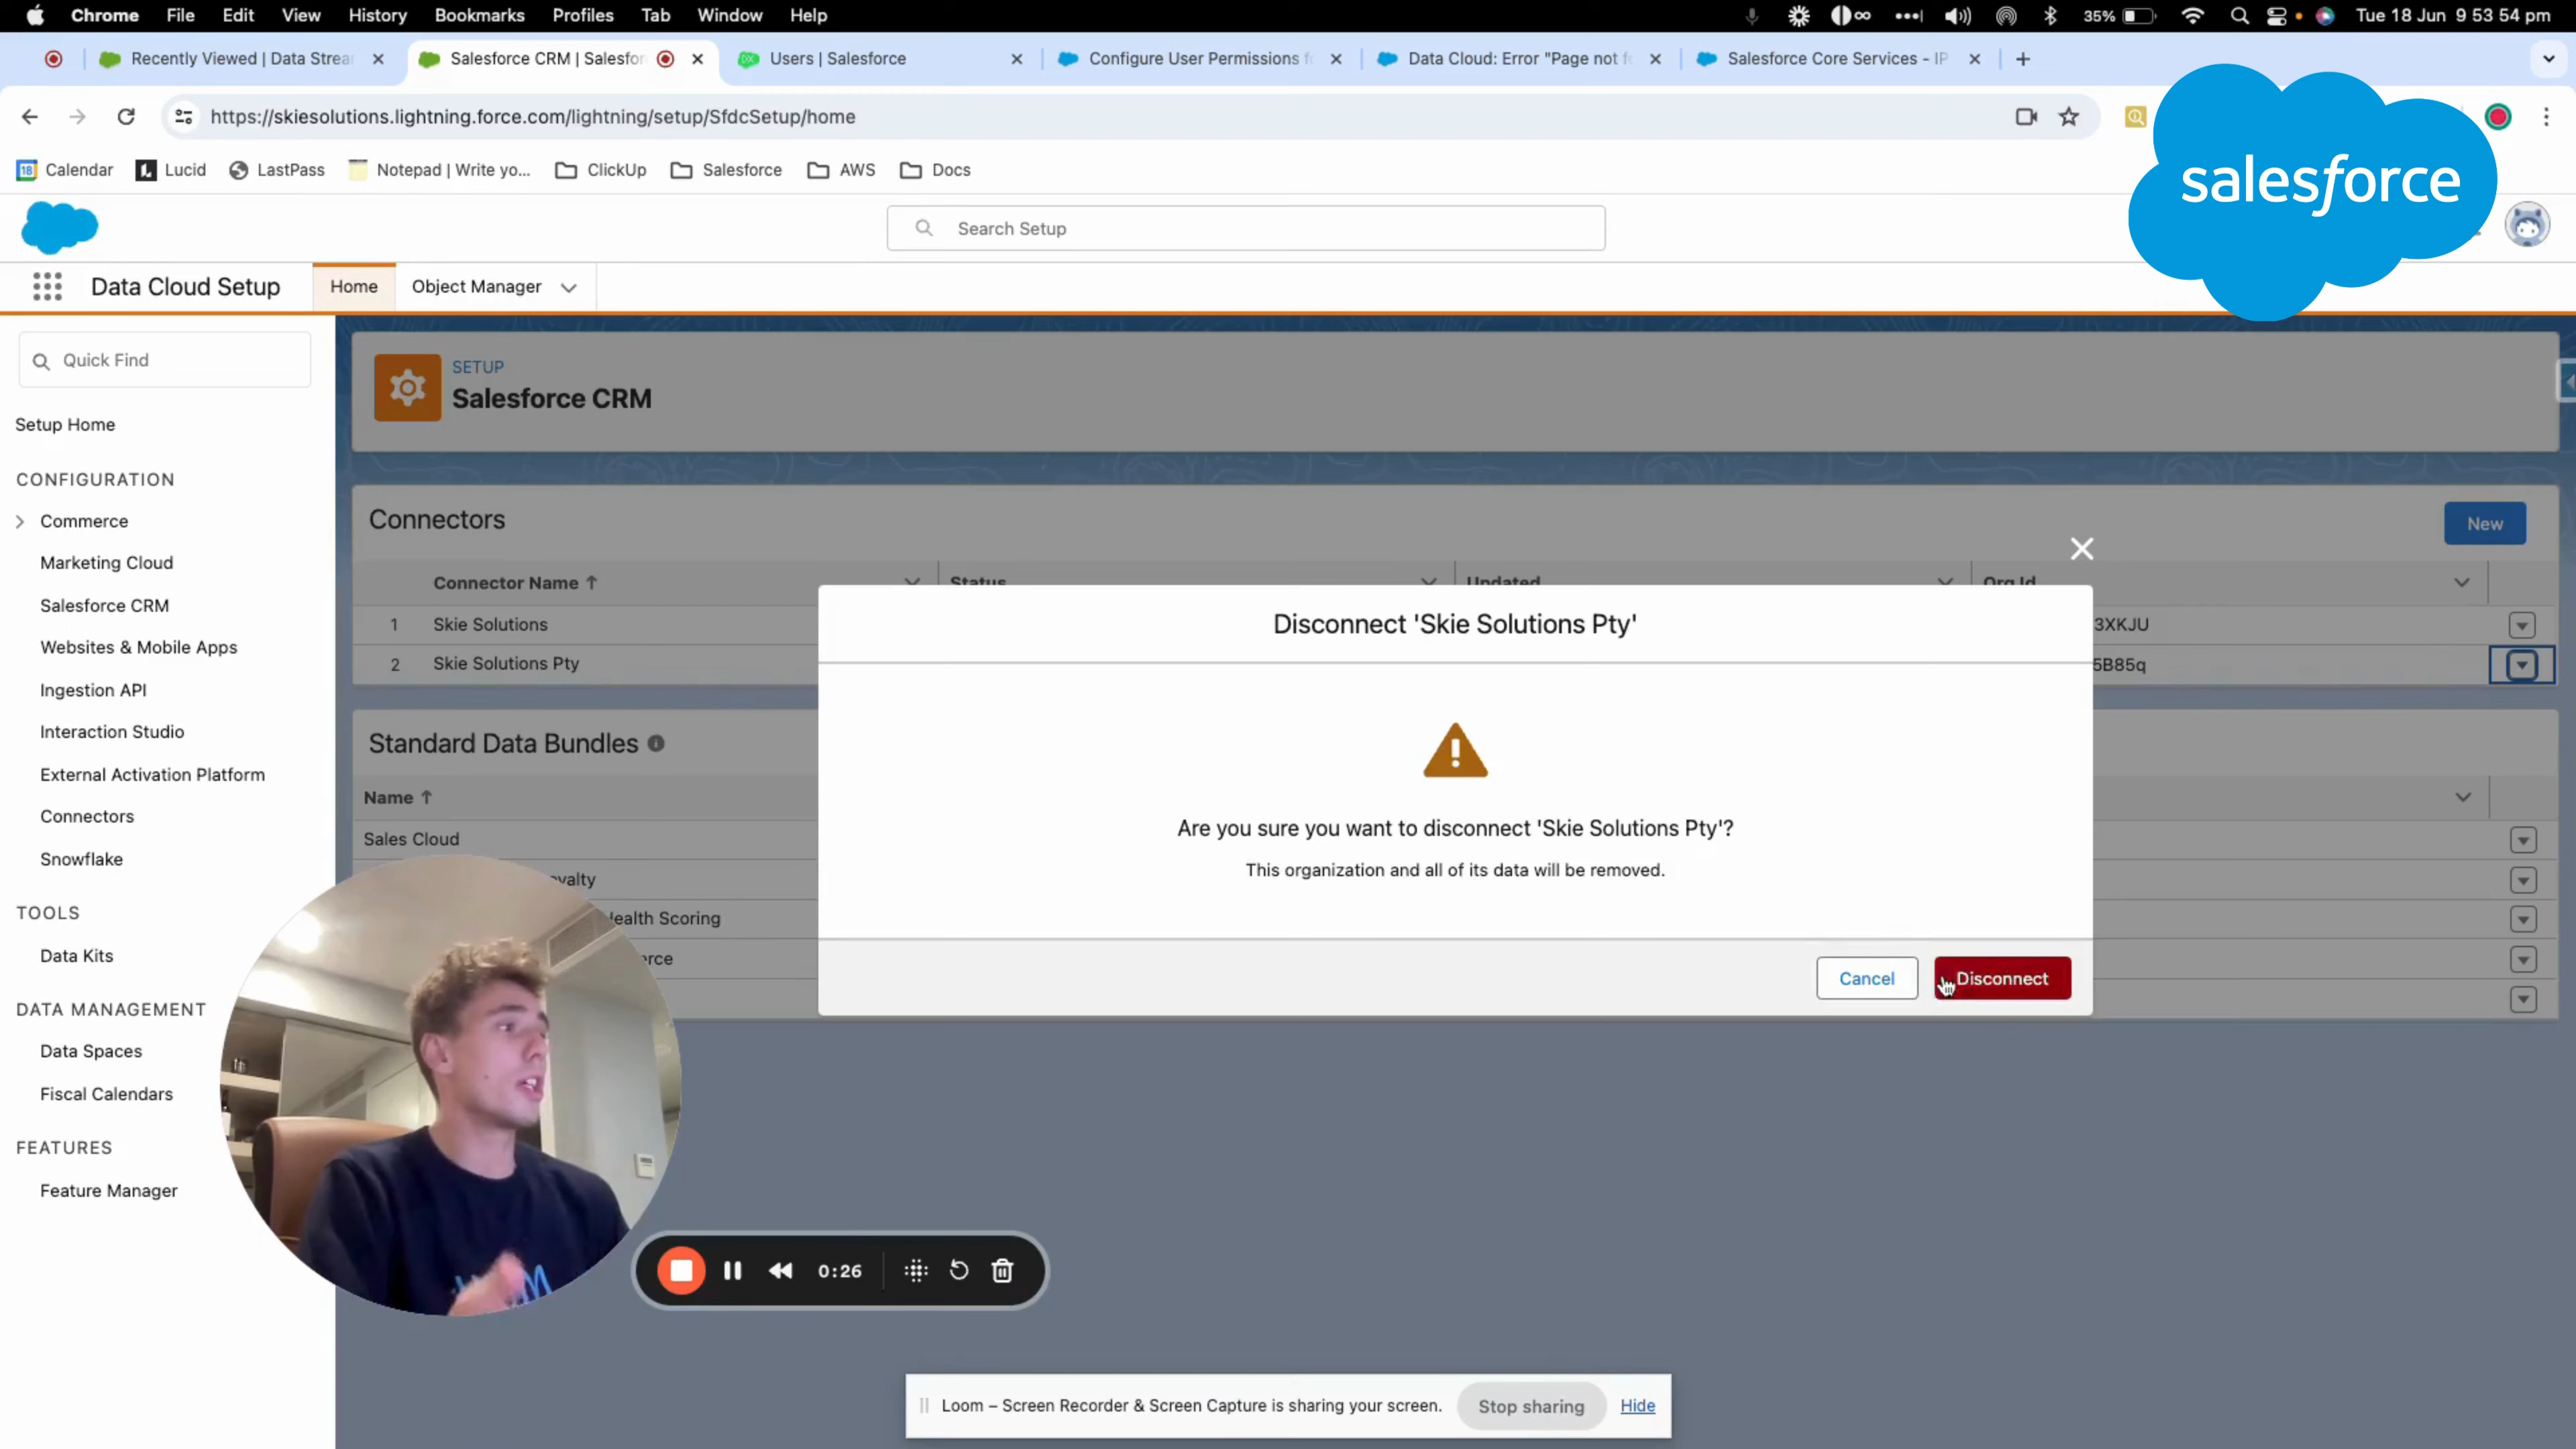 Chrome File Edit View History Bookmarks Profiles Tab Window Help
35% Tue 18 Jun 9 53 54 pm
Recently Viewed | Data Strea
Salesforce CRM | Salesfor
Users | Salesforce
Configure User Permissions f
Data Cloud: Error "Page not f
Salesforce Core Services - IP
https://skiesolutions.lightning.force.com/lightning/setup/SfdcSetup/home
18 Calendar Lucid LastPass Notepad | Write yo... ClickUp Salesforce AWS Docs
salesforce
Search Setup
Data Cloud Setup Home Object Manager
Quick Find
Setup Home
CONFIGURATION
Commerce
Marketing Cloud
Salesforce CRM
Websites & Mobile Apps
Ingestion API
Interaction Studio
External Activation Platform
Connectors
Snowflake
TOOLS
Data Kits
DATA MANAGEMENT
Data Spaces
Fiscal Calendars
FEATURES
Feature Manager
SETUP
Salesforce CRM
Connectors
New
Connector Name Status Updated Org Id
1 Skie Solutions 3XKJU
2 Skie Solutions Pty 5B85q
Standard Data Bundles
Name
Sales Cloud
yalty
ealth Scoring
rce
Disconnect 'Skie Solutions Pty'
Are you sure you want to disconnect 'Skie Solutions Pty'?
This organization and all of its data will be removed.
Cancel Disconnect
0:26
Loom – Screen Recorder & Screen Capture is sharing your screen. Stop sharing Hide